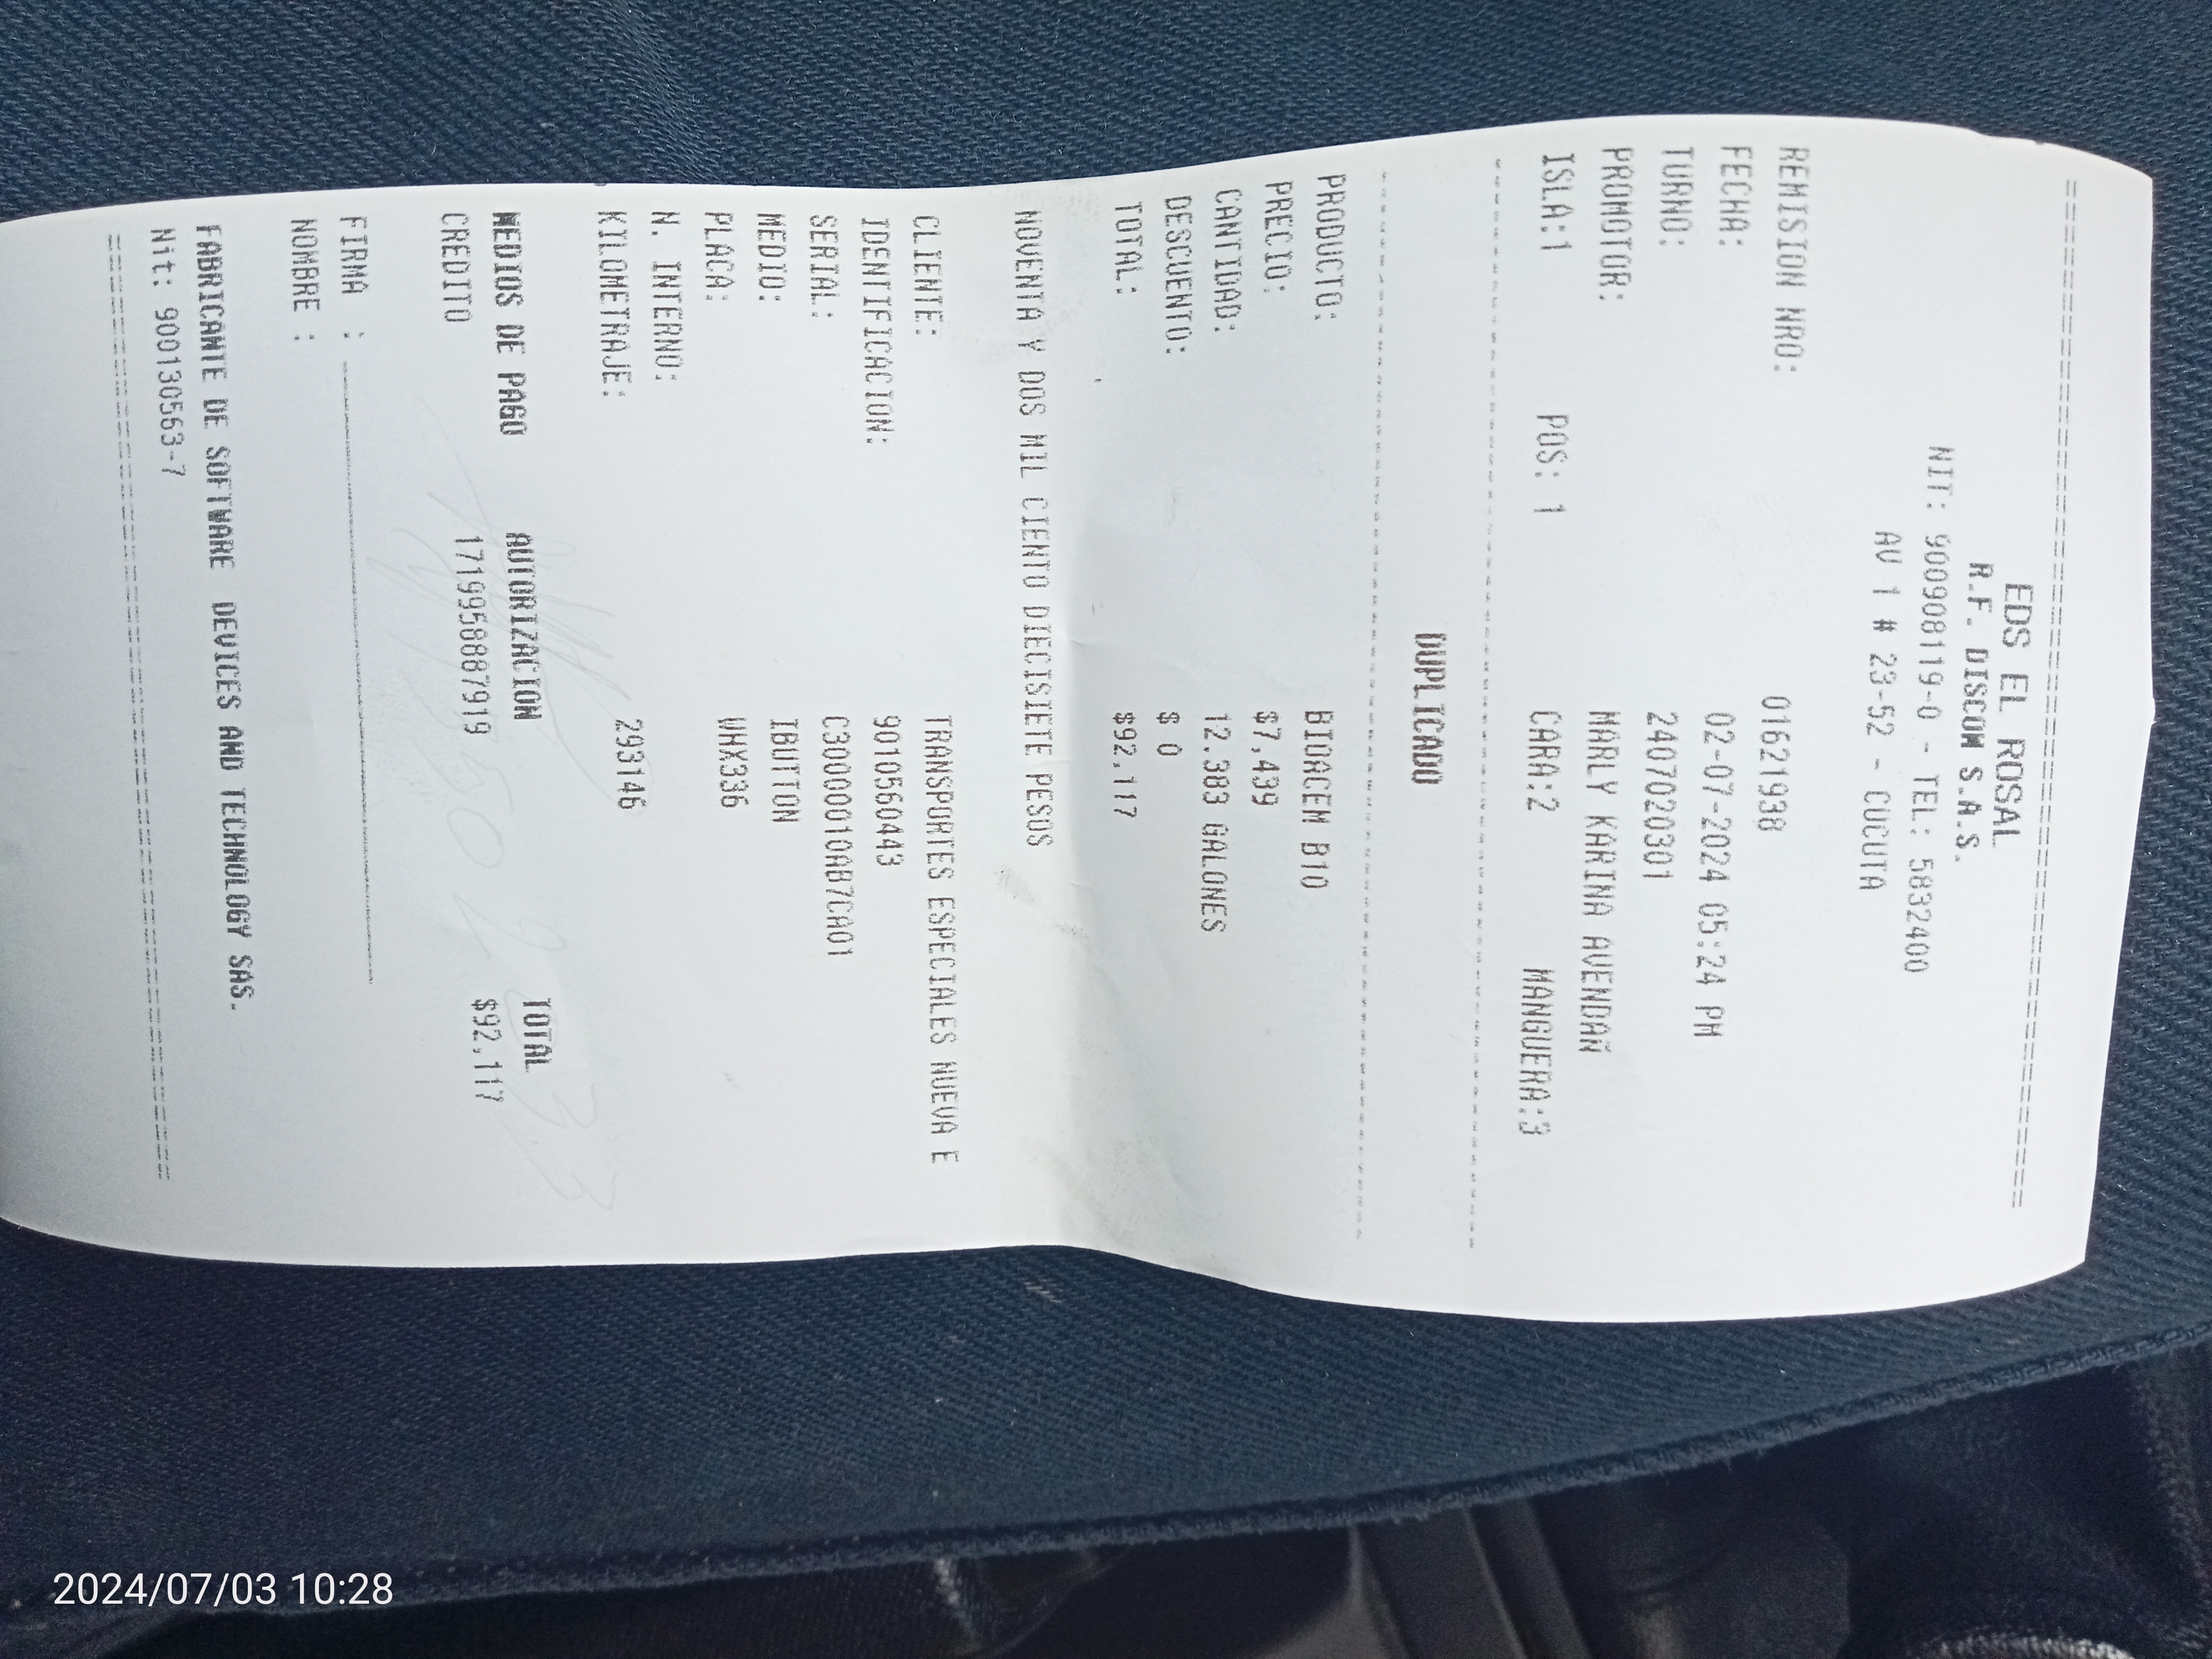 EDS EL ROSAL
R.F. DISCOM S.A.S.
NIT: 900908119-0 - TEL: 5832400
AV 1 # 23-52 - CUCUTA
REMISION NRO: 01621938
FECHA: 02-07-2024 05:24 PM
TURNO: 2407020301
PROMOTOR: MARLY KARINA AVENDAÑ
ISLA:1 POS: 1 CARA:2 MANGUERA:3
DUPLICADO
PRODUCTO: BIOACEM B10
PRECIO: $7,439
CANTIDAD: 12.383 GALONES
DESCUENTO: $ 0
TOTAL: $92,117
NOVENTA Y DOS MIL CIENTO DIECISIETE PESOS
CLIENTE: TRANSPORTES ESPECIALES NUEVA E
IDENTIFICACION: 9010560443
SERIAL: C3000010AB7CA01
MEDIO: IBUTTON
PLACA: WHX336
N. INTERNO:
KILOMETRAJE: 293146
MEDIOS DE PAGO AUTORIZACION TOTAL
CREDITO 1719958887919 $92,117
FIRMA :
NOMBRE :
FABRICANTE DE SOFTWARE DEVICES AND TECHNOLOGY SAS.
Nit: 900130563-7
2024/07/03 10:28